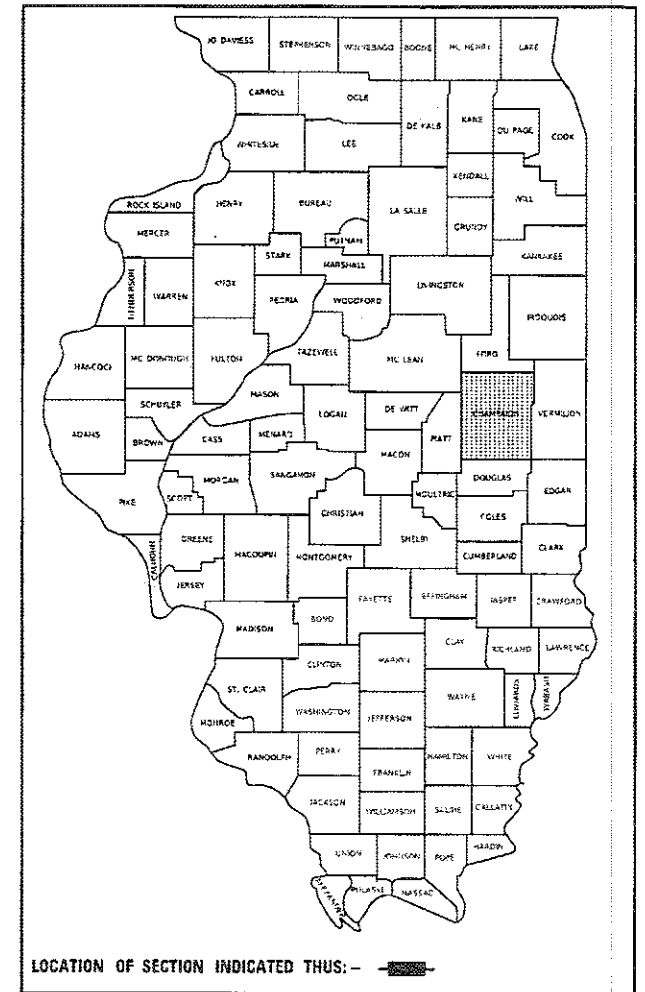 JO DAVIESS STEPHENSON WINNEBAGO BOONE MC HENRY LAKE
CARROLL OGLE DE KALB KANE DU PAGE COOK
WHITESIDE LEE
KENDALL WILL
ROCK ISLAND HENRY BUREAU LA SALLE GRUNDY
MERCER PUTNAM
STARK MARSHALL KANKAKEE
HENDERSON WARREN KNOX PEORIA WOODFORD LIVINGSTON IROQUOIS
HANCOCK MC DONOUGH FULTON TAZEWELL MC LEAN FORD
SCHUYLER MASON LOGAN DE WITT CHAMPAIGN VERMILION
ADAMS BROWN CASS MENARD MACON PIATT
PIKE SCOTT MORGAN SANGAMON CHRISTIAN MOULTRIE DOUGLAS EDGAR
COLES
CALHOUN GREENE MACOUPIN MONTGOMERY SHELBY CUMBERLAND CLARK
JERSEY
MADISON BOND FAYETTE EFFINGHAM JASPER CRAWFORD
CLINTON MARION CLAY RICHLAND LAWRENCE
ST. CLAIR WAYNE EDWARDS WABASH
MONROE WASHINGTON JEFFERSON
RANDOLPH PERRY FRANKLIN HAMILTON WHITE
JACKSON WILLIAMSON SALINE GALLATIN
UNION JOHNSON POPE HARDIN
PULASKI MASSAC
LOCATION OF SECTION INDICATED THUS:-